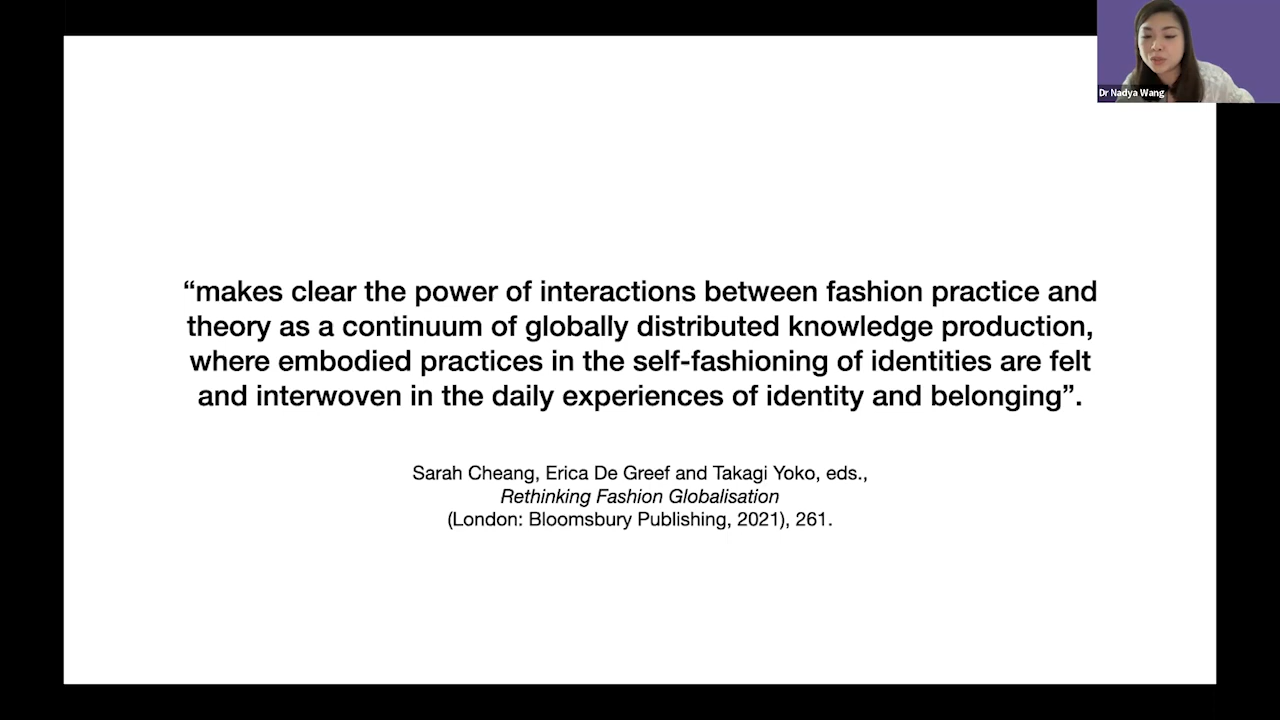 Dr Nadya Wang
“makes clear the power of interactions between fashion practice and
theory as a continuum of globally distributed knowledge production,
where embodied practices in the self-fashioning of identities are felt
and interwoven in the daily experiences of identity and belonging”.
Sarah Cheang, Erica De Greef and Takagi Yoko, eds.,
Rethinking Fashion Globalisation
(London: Bloomsbury Publishing, 2021), 261.